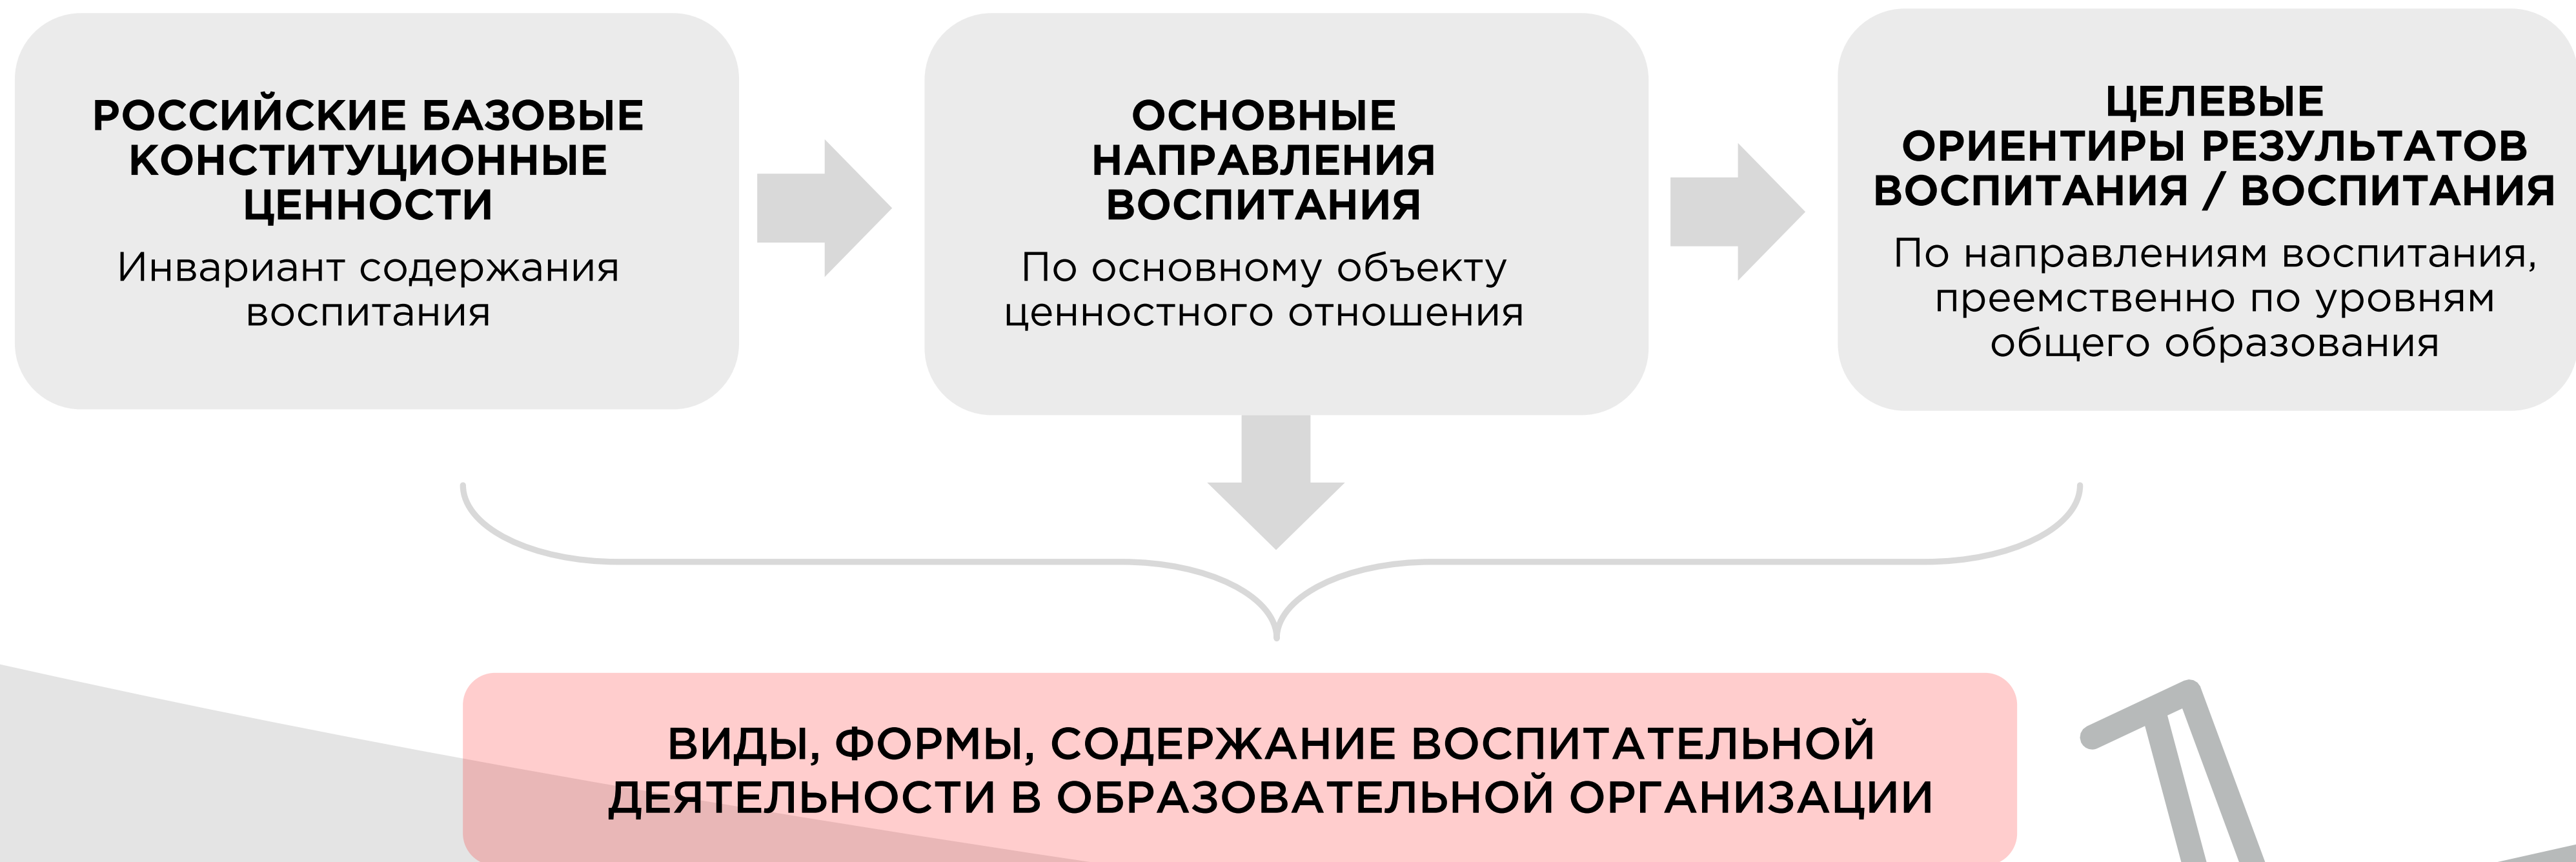 РОССИЙСКИЕ БАЗОВЫЕ
КОНСТИТУЦИОННЫЕ
ЦЕННОСТИ
Инвариант содержания
воспитания
ОСНОВНЫЕ
НАПРАВЛЕНИЯ
ВОСПИТАНИЯ
По основному объекту
ценностного отношения
ЦЕЛЕВЫЕ
ОРИЕНТИРЫ РЕЗУЛЬТАТОВ
ВОСПИТАНИЯ / ВОСПИТАНИЯ
По направлениям воспитания,
преемственно по уровням
общего образования
ВИДЫ, ФОРМЫ, СОДЕРЖАНИЕ ВОСПИТАТЕЛЬНОЙ
ДЕЯТЕЛЬНОСТИ В ОБРАЗОВАТЕЛЬНОЙ ОРГАНИЗАЦИИ